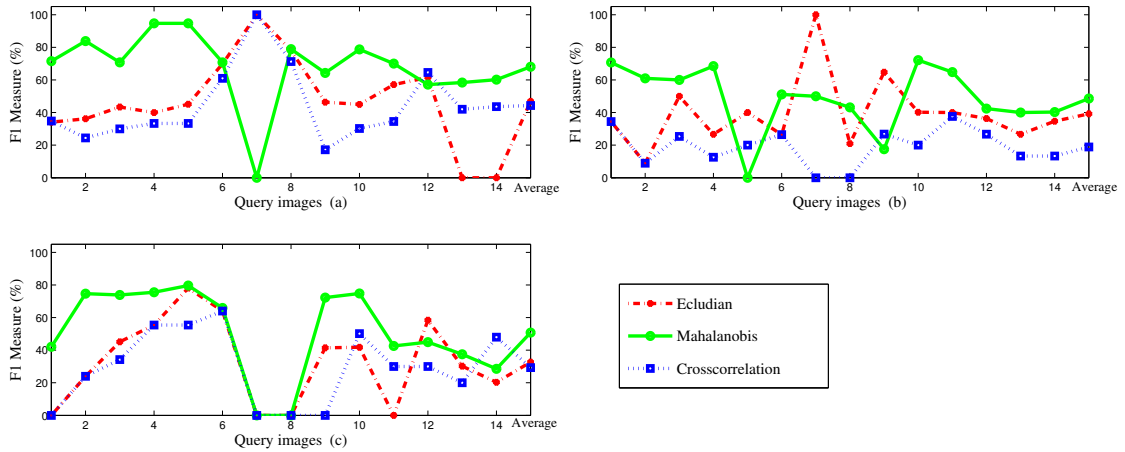 100
80
60
40
20
0
F1 Measure (%)
2 4 6 8 10 12 14 Average
Query images (a)
100
80
60
40
20
0
F1 Measure (%)
2 4 6 8 10 12 14 Average
Query images (b)
100
80
60
40
20
0
F1 Measure (%)
2 4 6 8 10 12 14 Average
Query images (c)
Ecludian
Mahalanobis
Crosscorrelation